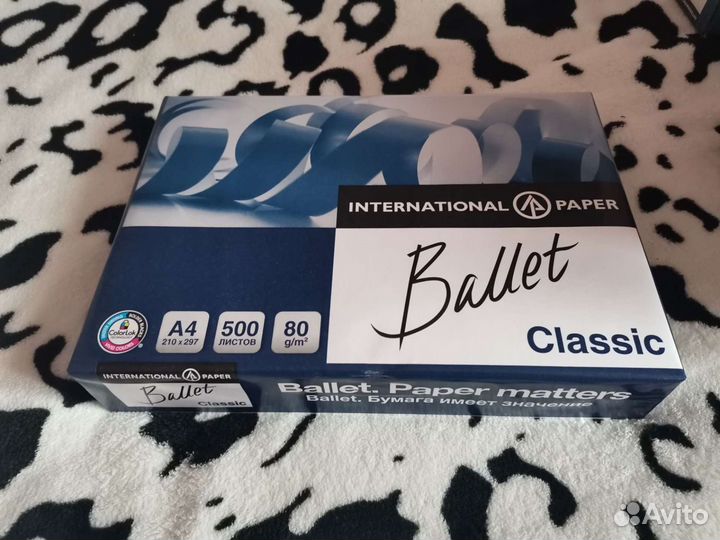 INTERNATIONAL PAPER
Ballet
Classic
ColorLok
A4
210 x 297
500
ЛИСТОВ
80
g/m²
INTERNATIONAL PAPER
Ballet
Classic
Ballet. Paper matters
Ballet. Бумага имеет значение
Avito